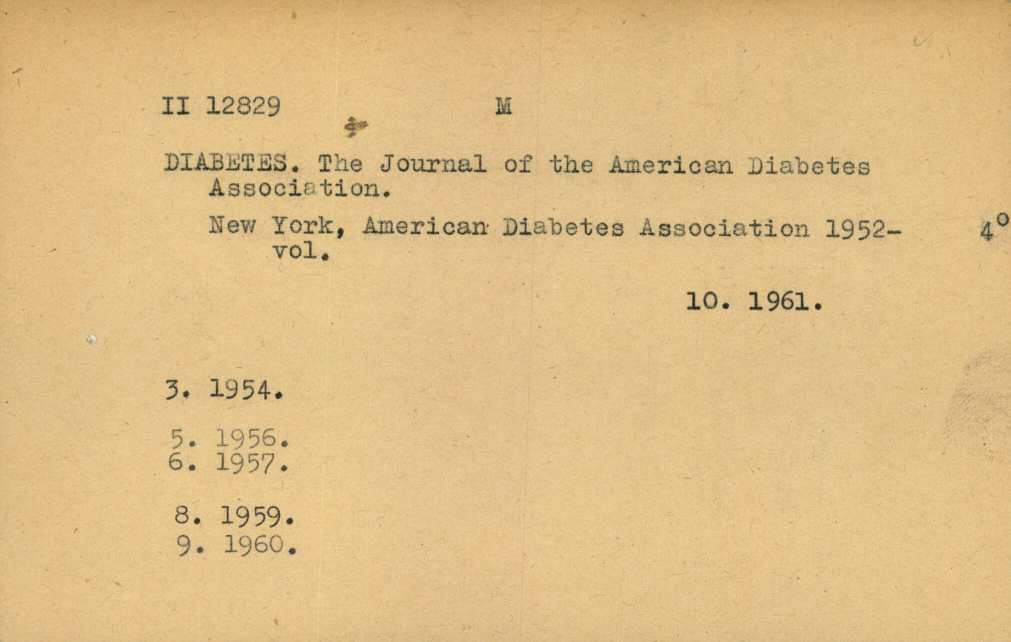 II 12829 M
DIABETES. The Journal of the American Diabetes
Association.
New York, American Diabetes Association 1952- 4°
vol.
10. 1961.
3. 1954.
5. 1956.
6. 1957.
8. 1959.
9. 1960.